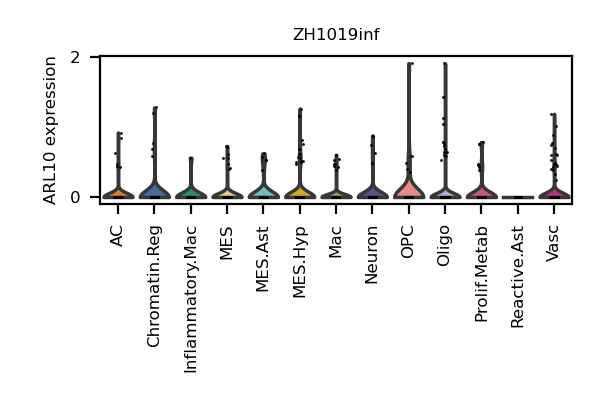 ZH1019inf
ARL10 expression
2
0
AC
Chromatin.Reg
Inflammatory.Mac
MES
MES.Ast
MES.Hyp
Mac
Neuron
OPC
Oligo
Prolif.Metab
Reactive.Ast
Vasc